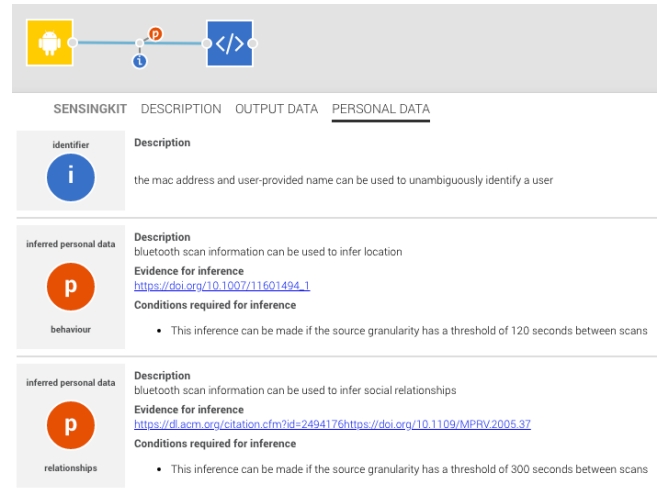 p
</>
i
SENSINGKIT DESCRIPTION OUTPUT DATA PERSONAL DATA
identifier
i
Description
the mac address and user-provided name can be used to unambiguously identify a user
inferred personal data
p
behaviour
Description
bluetooth scan information can be used to infer location
Evidence for inference
https://doi.org/10.1007/11601494_1
Conditions required for inference
• This inference can be made if the source granularity has a threshold of 120 seconds between scans
inferred personal data
p
relationships
Description
bluetooth scan information can be used to infer social relationships
Evidence for inference
https://dl.acm.org/citation.cfm?id=2494176https://doi.org/10.1109/MPRV.2005.37
Conditions required for inference
• This inference can be made if the source granularity has a threshold of 300 seconds between scans